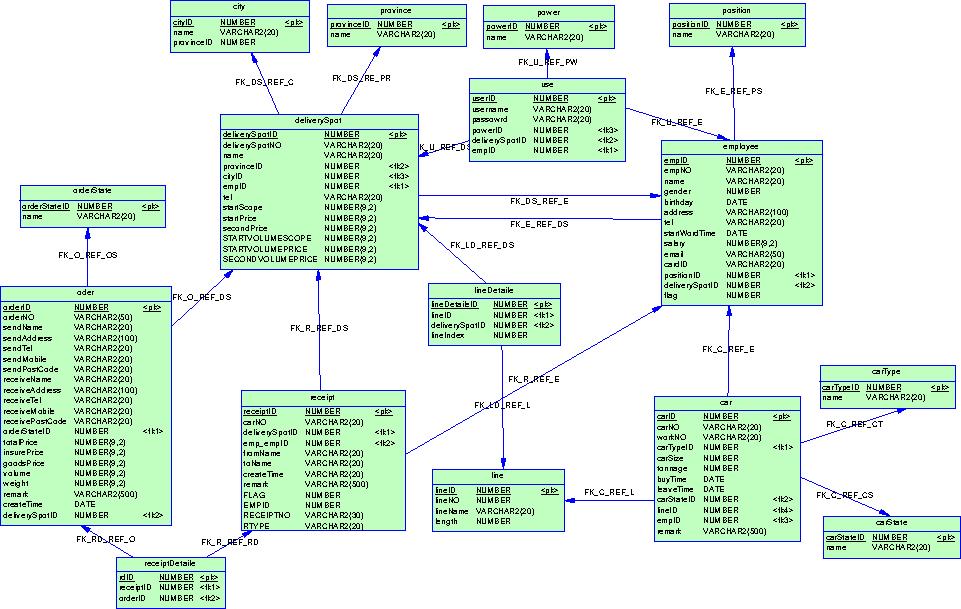 city
cityID NUMBER <pk>
name VARCHAR2(20)
provinceID NUMBER
province
provinceID NUMBER <pk>
name VARCHAR2(20)
power
powerID NUMBER <pk>
name VARCHAR2(20)
position
positionID NUMBER <pk>
name VARCHAR2(20)
FK_DS_REF_C
FK_DS_RE_PR
FK_U_REF_PW
FK_E_REF_PS
use
userID NUMBER <pk>
username VARCHAR2(20)
passowrd VARCHAR2(20)
powerID NUMBER <fk3>
deliverySpotID NUMBER <fk2>
empID NUMBER <fk1>
FK_U_REF_E
FK_U_REF_DS
deliverySpot
deliverySpotID NUMBER <pk>
deliverySpotNO VARCHAR2(20)
name VARCHAR2(20)
provinceID NUMBER <fk2>
cityID NUMBER <fk3>
empID NUMBER <fk1>
tel VARCHAR2(20)
startScope NUMBER(9,2)
startPrice NUMBER(9,2)
secondPrice NUMBER(9,2)
STARTVOLUMESCOPE NUMBER(9,2)
STARTVOLUMEPRICE NUMBER(9,2)
SECONDVOLUMEPRICE NUMBER(9,2)
employee
empID NUMBER <pk>
empNO VARCHAR2(20)
name VARCHAR2(20)
gender NUMBER
birthday DATE
address VARCHAR2(100)
tel VARCHAR2(20)
startWordTime DATE
salary NUMBER(9,2)
email VARCHAR2(50)
cardID VARCHAR2(20)
positionID NUMBER <fk1>
deliverySpotID NUMBER <fk2>
flag NUMBER
FK_DS_REF_E
FK_E_REF_DS
FK_LD_REF_DS
orderState
orderStateID NUMBER <pk>
name VARCHAR2(20)
FK_O_REF_OS
FK_O_REF_DS
oder
orderID NUMBER <pk>
orderNO VARCHAR2(50)
sendName VARCHAR2(20)
sendAddress VARCHAR2(100)
sendTel VARCHAR2(20)
sendMobile VARCHAR2(20)
sendPostCode VARCHAR2(20)
receiveName VARCHAR2(20)
receiveAddress VARCHAR2(100)
receiveTel VARCHAR2(20)
receiveMobile VARCHAR2(20)
receivePostCode VARCHAR2(20)
orderStateID NUMBER <fk1>
totalPrice NUMBER(9,2)
insurePrice NUMBER(9,2)
goodsPrice NUMBER(9,2)
volume NUMBER(9,2)
weight NUMBER(9,2)
remark VARCHAR2(500)
createTime DATE
deliverySpotID NUMBER <fk2>
lineDetaile
lineDetaileID NUMBER <pk>
lineID NUMBER <fk1>
deliverySpotID NUMBER <fk2>
lineIndex NUMBER
FK_R_REF_DS
FK_R_REF_E
FK_LD_REF_L
FK_C_REF_E
receipt
receiptID NUMBER <pk>
carNO VARCHAR2(20)
deliverySpotID NUMBER <fk1>
emp_empID NUMBER <fk2>
fromName VARCHAR2(20)
toName VARCHAR2(20)
createTime VARCHAR2(20)
remark VARCHAR2(500)
FLAG NUMBER
EMPID NUMBER
RECEIPTNO VARCHAR2(30)
RTYPE VARCHAR2(20)
line
lineID NUMBER <pk>
lineNO NUMBER
lineName VARCHAR2(20)
length NUMBER
FK_C_REF_L
car
carID NUMBER <pk>
carNO VARCHAR2(20)
workNO VARCHAR2(20)
carTypeID NUMBER <fk1>
carSize NUMBER
tonnage NUMBER
buyTime DATE
leaveTime DATE
carStateID NUMBER <fk2>
lineID NUMBER <fk4>
empID NUMBER <fk3>
remark VARCHAR2(500)
carType
carTypeID NUMBER <pk>
name VARCHAR2(20)
FK_C_REF_CT
FK_C_REF_CS
carState
carStateID NUMBER <pk>
name VARCHAR2(20)
FK_RD_REF_O
FK_R_REF_RD
receiptDetaile
rdID NUMBER <pk>
receiptID NUMBER <fk1>
orderID NUMBER <fk2>